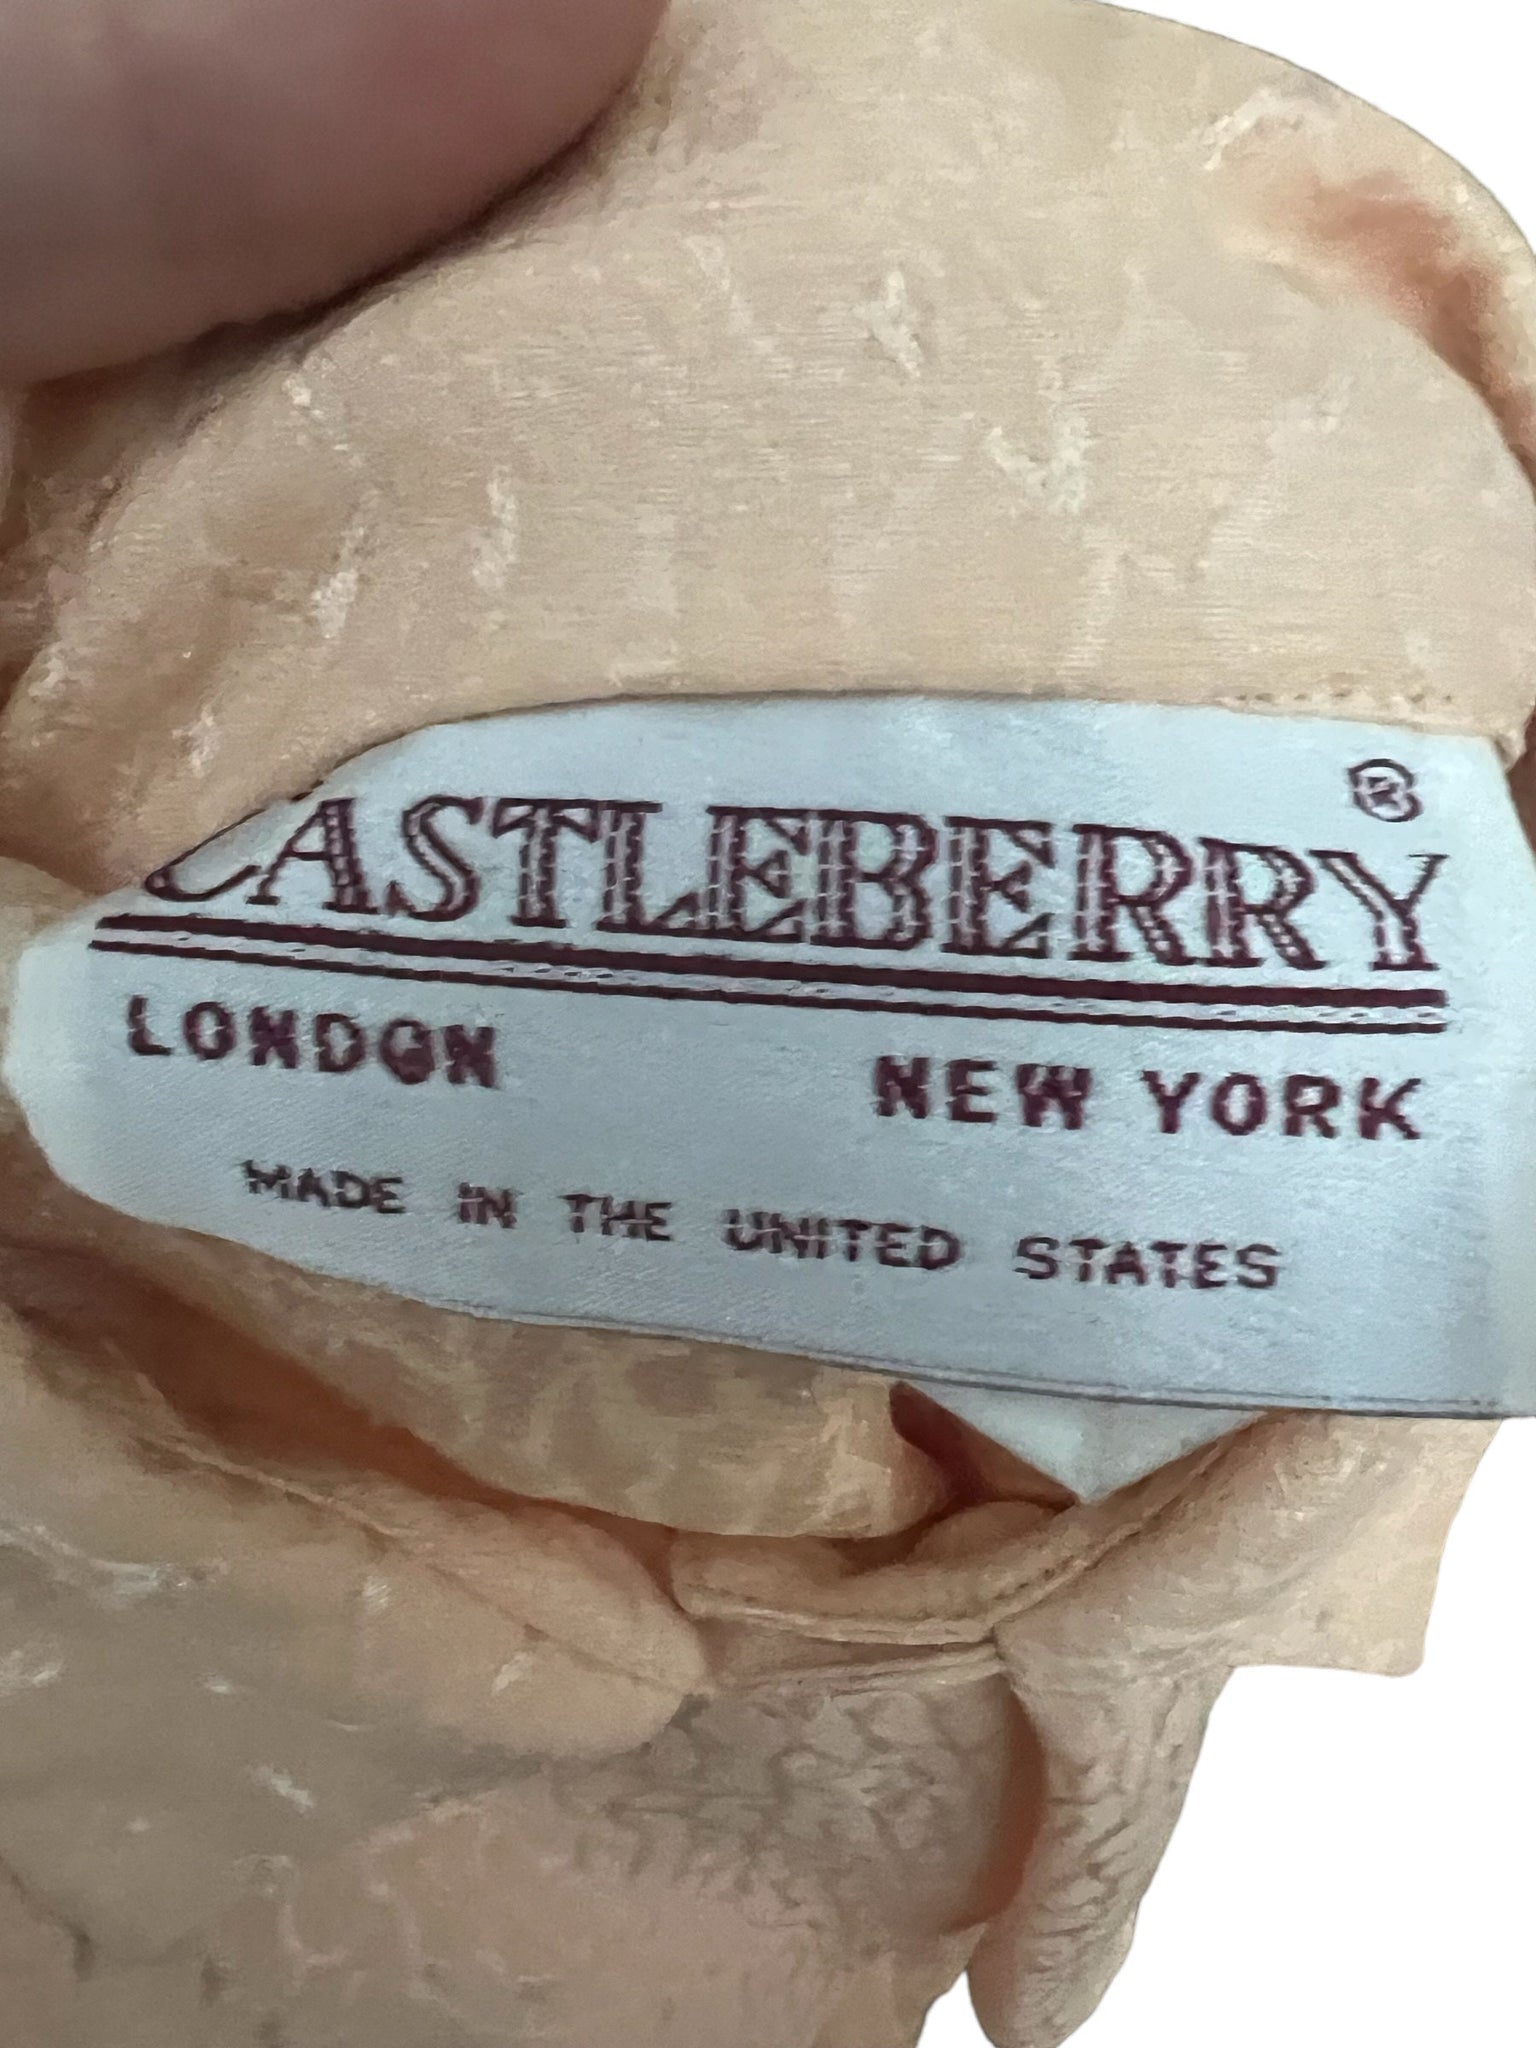 CASTLEBERRY®
LONDON NEW YORK
MADE IN THE UNITED STATES